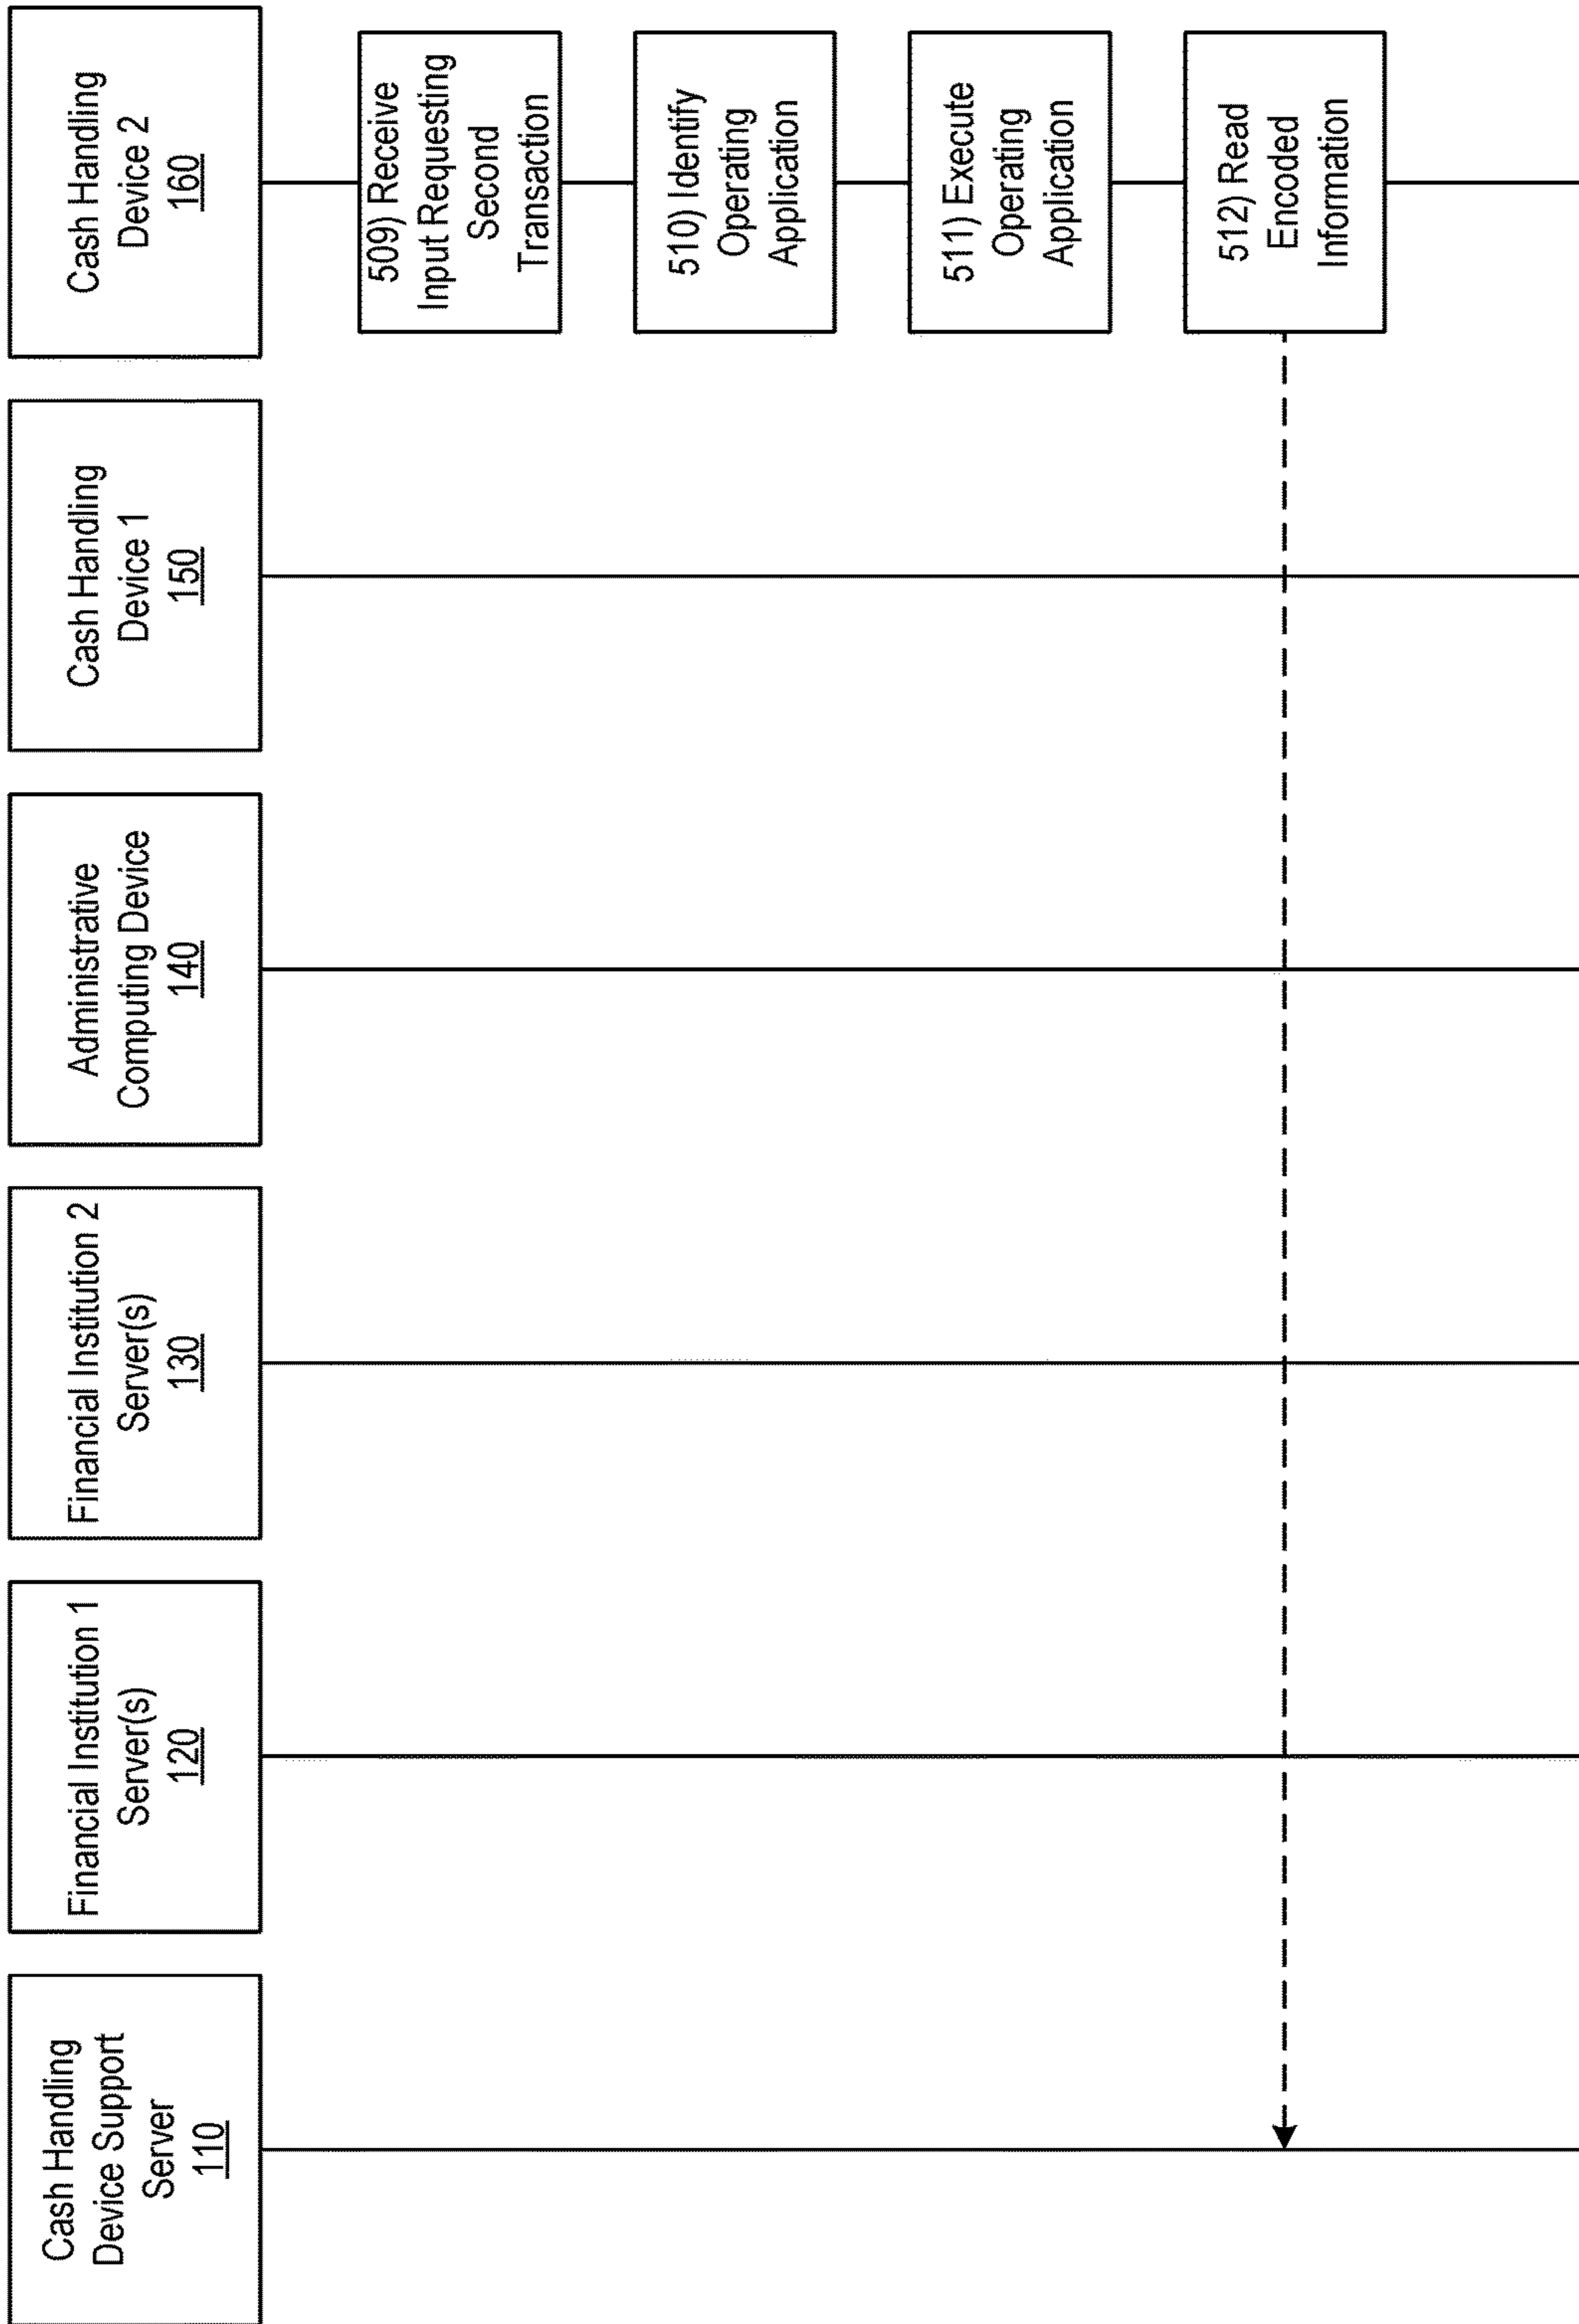 Cash Handling
Device Support
Server
110
Financial Institution 1
Server(s)
120
Financial Institution 2
Server(s)
130
Administrative
Computing Device
140
Cash Handling
Device 1
150
Cash Handling
Device 2
160
509) Receive
Input Requesting
Second
Transaction
510) Identify
Operating
Application
511) Execute
Operating
Application
512) Read
Encoded
Information